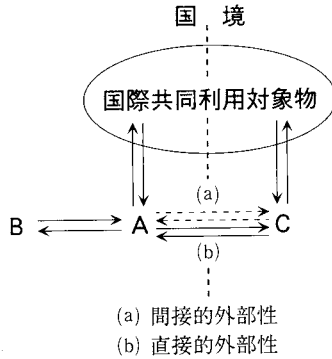 国 境
国際共同利用対象物
(a)
B A C
(b)
(a) 間接的外部性
(b) 直接的外部性